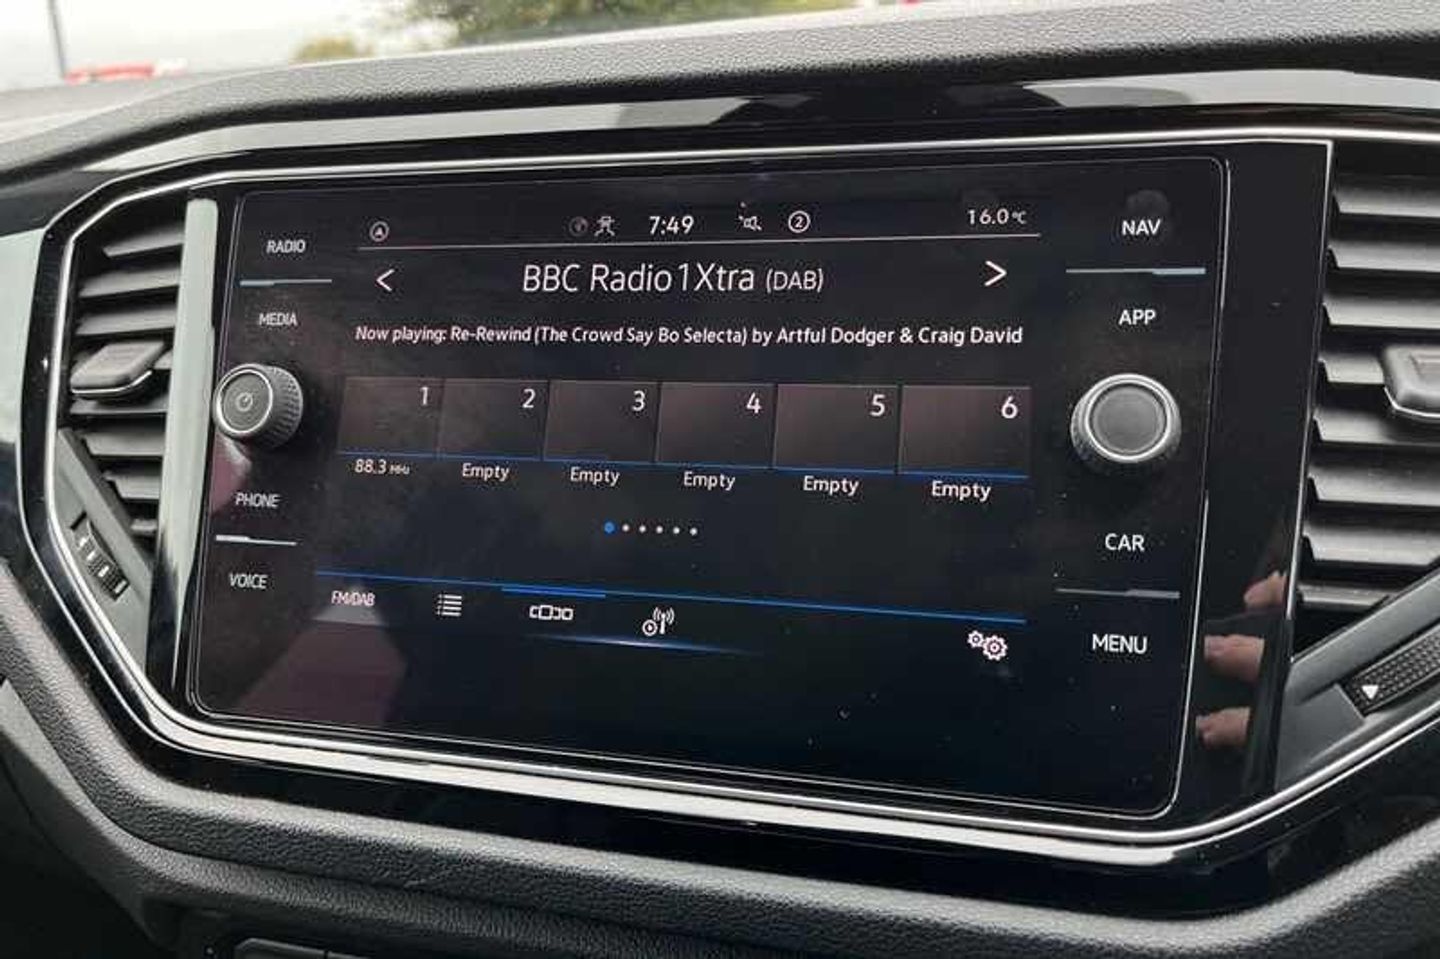 RADIO
MEDIA
PHONE
VOICE
7:49
2
16.0 °C
BBC Radio 1Xtra (DAB)
Now playing: Re-Rewind (The Crowd Say Bo Selecta) by Artful Dodger & Craig David
1 2 3 4 5 6
88.3 MHz Empty Empty Empty Empty Empty
FM/DAB
NAV
APP
CAR
MENU